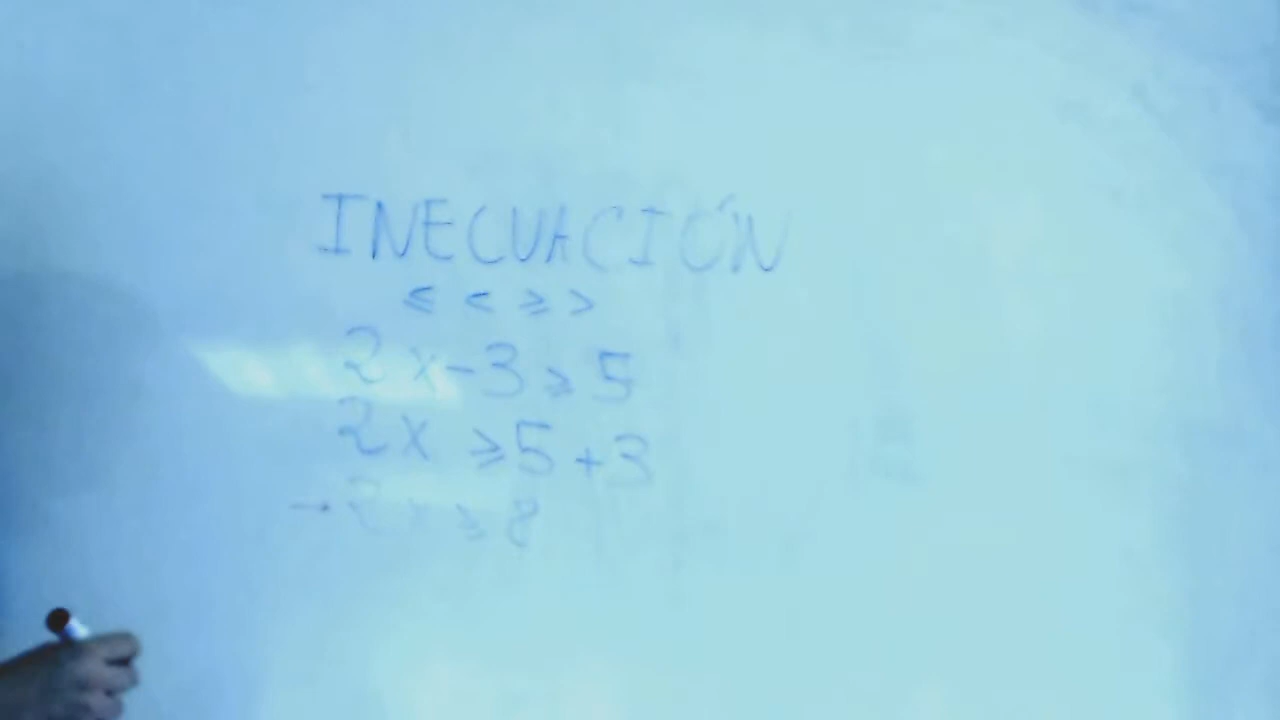 INECUACIÓN
≤ < ≥ >
2x-3 ≥ 5
2x ≥ 5+3
→ 2x ≥ 8